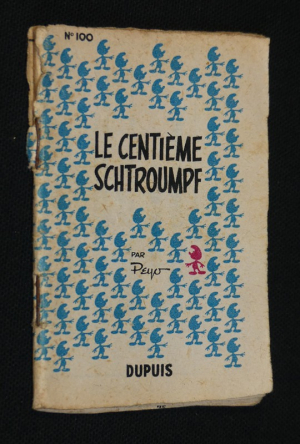 N° 100
LE CENTIÈME
SCHTROUMPF
PAR
Peyo
DUPUIS